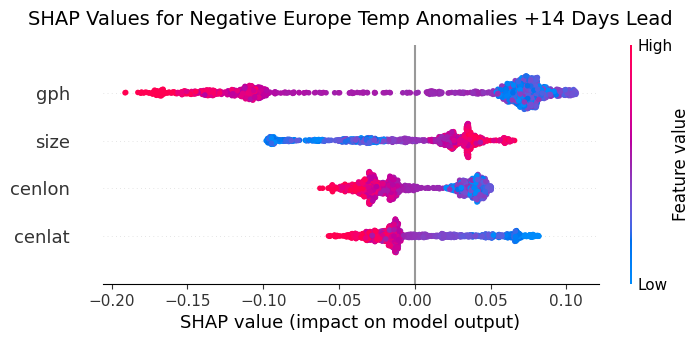 SHAP Values for Negative Europe Temp Anomalies +14 Days Lead
High
gph
size
cenlon
cenlat
Feature value
Low
−0.20 −0.15 −0.10 −0.05 0.00 0.05 0.10
SHAP value (impact on model output)